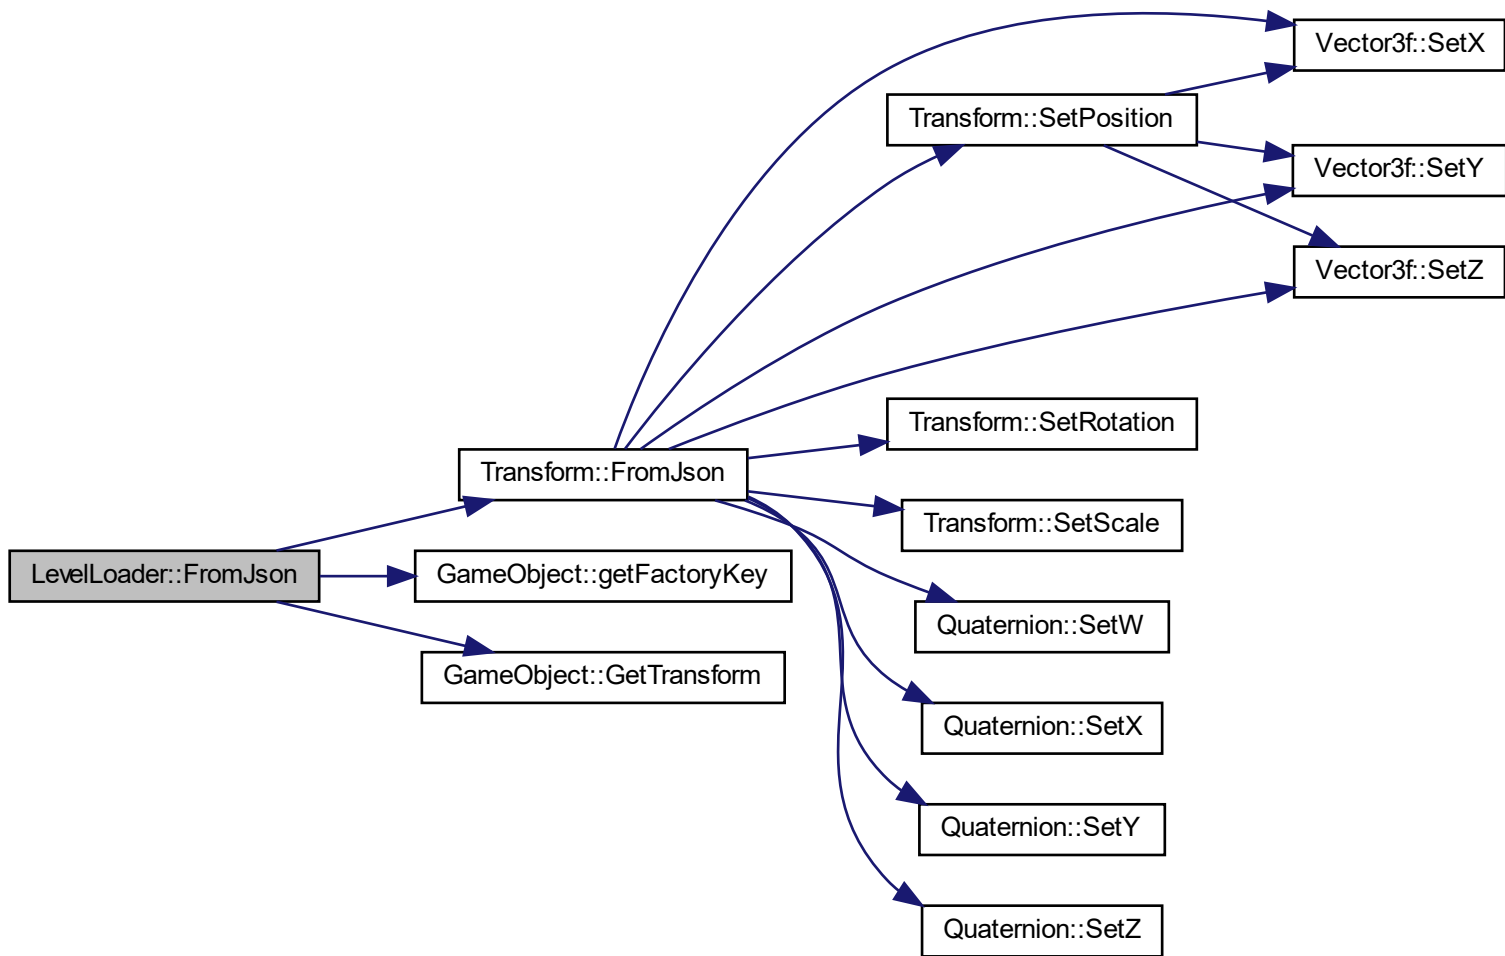 Vector3f::SetX
Transform::SetPosition
Vector3f::SetY
Vector3f::SetZ
Transform::SetRotation
Transform::FromJson
Transform::SetScale
LevelLoader::FromJson
GameObject::getFactoryKey
Quaternion::SetW
GameObject::GetTransform
Quaternion::SetX
Quaternion::SetY
Quaternion::SetZ